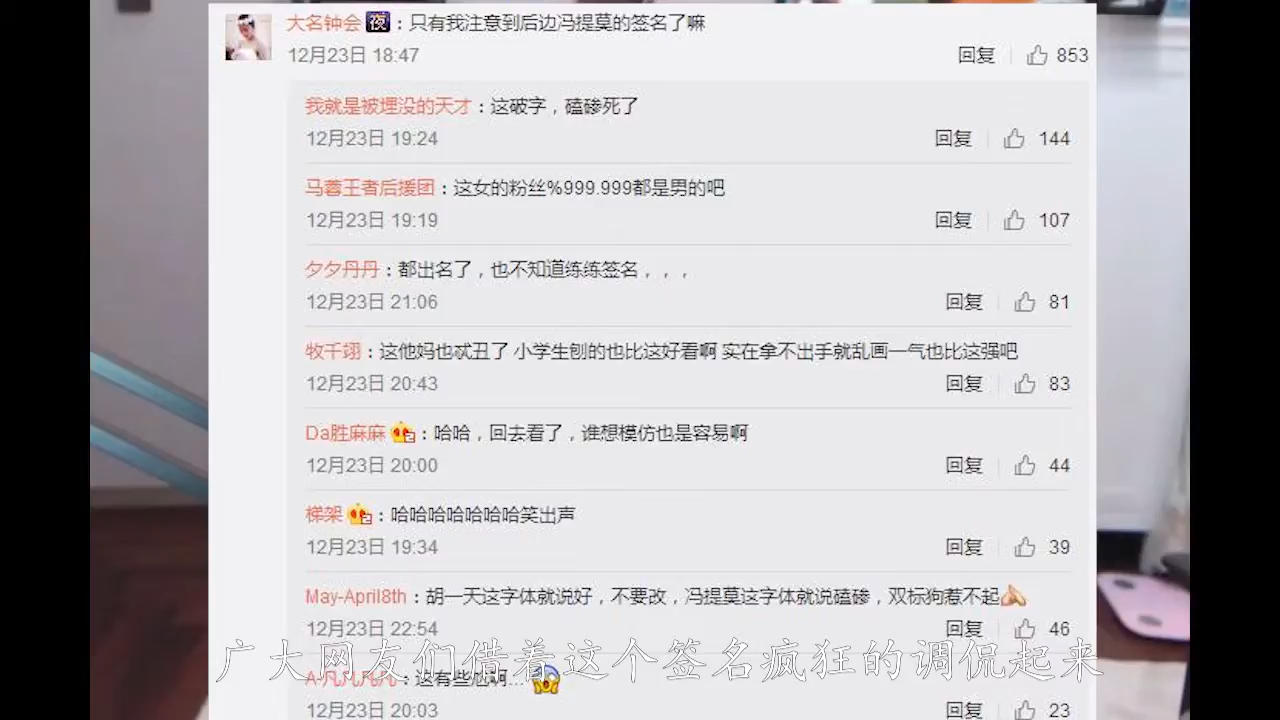 大名钟会 夜：只有我注意到后边冯提莫的签名了嘛
12月23日 18:47 回复 853
我就是被埋没的天才：这破字，磕碜死了
12月23日 19:24 回复 144
马蓉王者后援团：这女的粉丝%999.999都是男的吧
12月23日 19:19 回复 107
夕夕丹丹：都出名了，也不知道练练签名，，，
12月23日 21:06 回复 81
牧千翊：这他妈也忒丑了 小学生刨的也比这好看啊 实在拿不出手就乱画一气也比这强吧
12月23日 20:43 回复 83
Da胜麻麻：哈哈，回去看了，谁想模仿也是容易啊
12月23日 20:00 回复 44
梯架：哈哈哈哈哈哈哈笑出声
12月23日 19:34 回复 39
May-April8th：胡一天这字体就说好，不要改，冯提莫这字体就说磕碜，双标狗惹不起
12月23日 22:54 回复 46
广大网友们借着这个签名疯狂的调侃起来
：这有些尬啊...
12月23日 20:03 回复 23